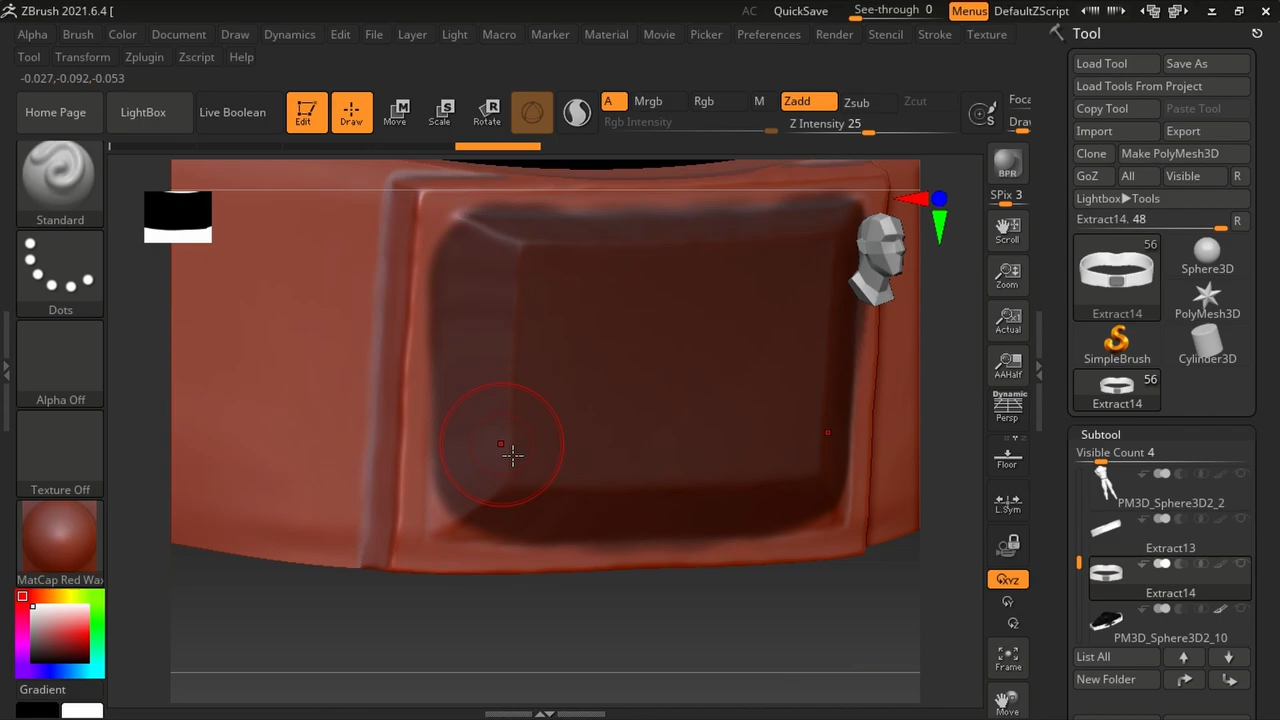 ZBrush 2021.6.4 [
AC
QuickSave
See-through 0
Menus
DefaultZScript
Alpha Brush Color Document Draw Dynamics Edit File Layer Light Macro Marker Material Movie Picker Preferences Render Stencil Stroke Texture
Tool Transform Zplugin Zscript Help
-0.027,-0.092,-0.053
Home Page
LightBox
Live Boolean
Edit
Draw
Move
Scale
Rotate
A
Mrgb
Rgb
M
Zadd
Zsub
Zcut
Rgb Intensity
Z Intensity 25
Foca
Draw
Standard
Dots
Alpha Off
Texture Off
MatCap Red Wax
Gradient
BPR
SPix 3
Scroll
Zoom
Actual
AAHalf
Dynamic
Persp
Floor
L.Sym
XYZ
Y
Z
Frame
Move
Tool
Load Tool
Save As
Load Tools From Project
Copy Tool
Paste Tool
Import
Export
Clone
Make PolyMesh3D
GoZ
All
Visible
R
Lightbox▶Tools
Extract14. 48
R
56
Extract14
Sphere3D
PolyMesh3D
SimpleBrush
Cylinder3D
56
Extract14
Subtool
Visible Count 4
PM3D_Sphere3D2_2
Extract13
Extract14
PM3D_Sphere3D2_10
List All
New Folder